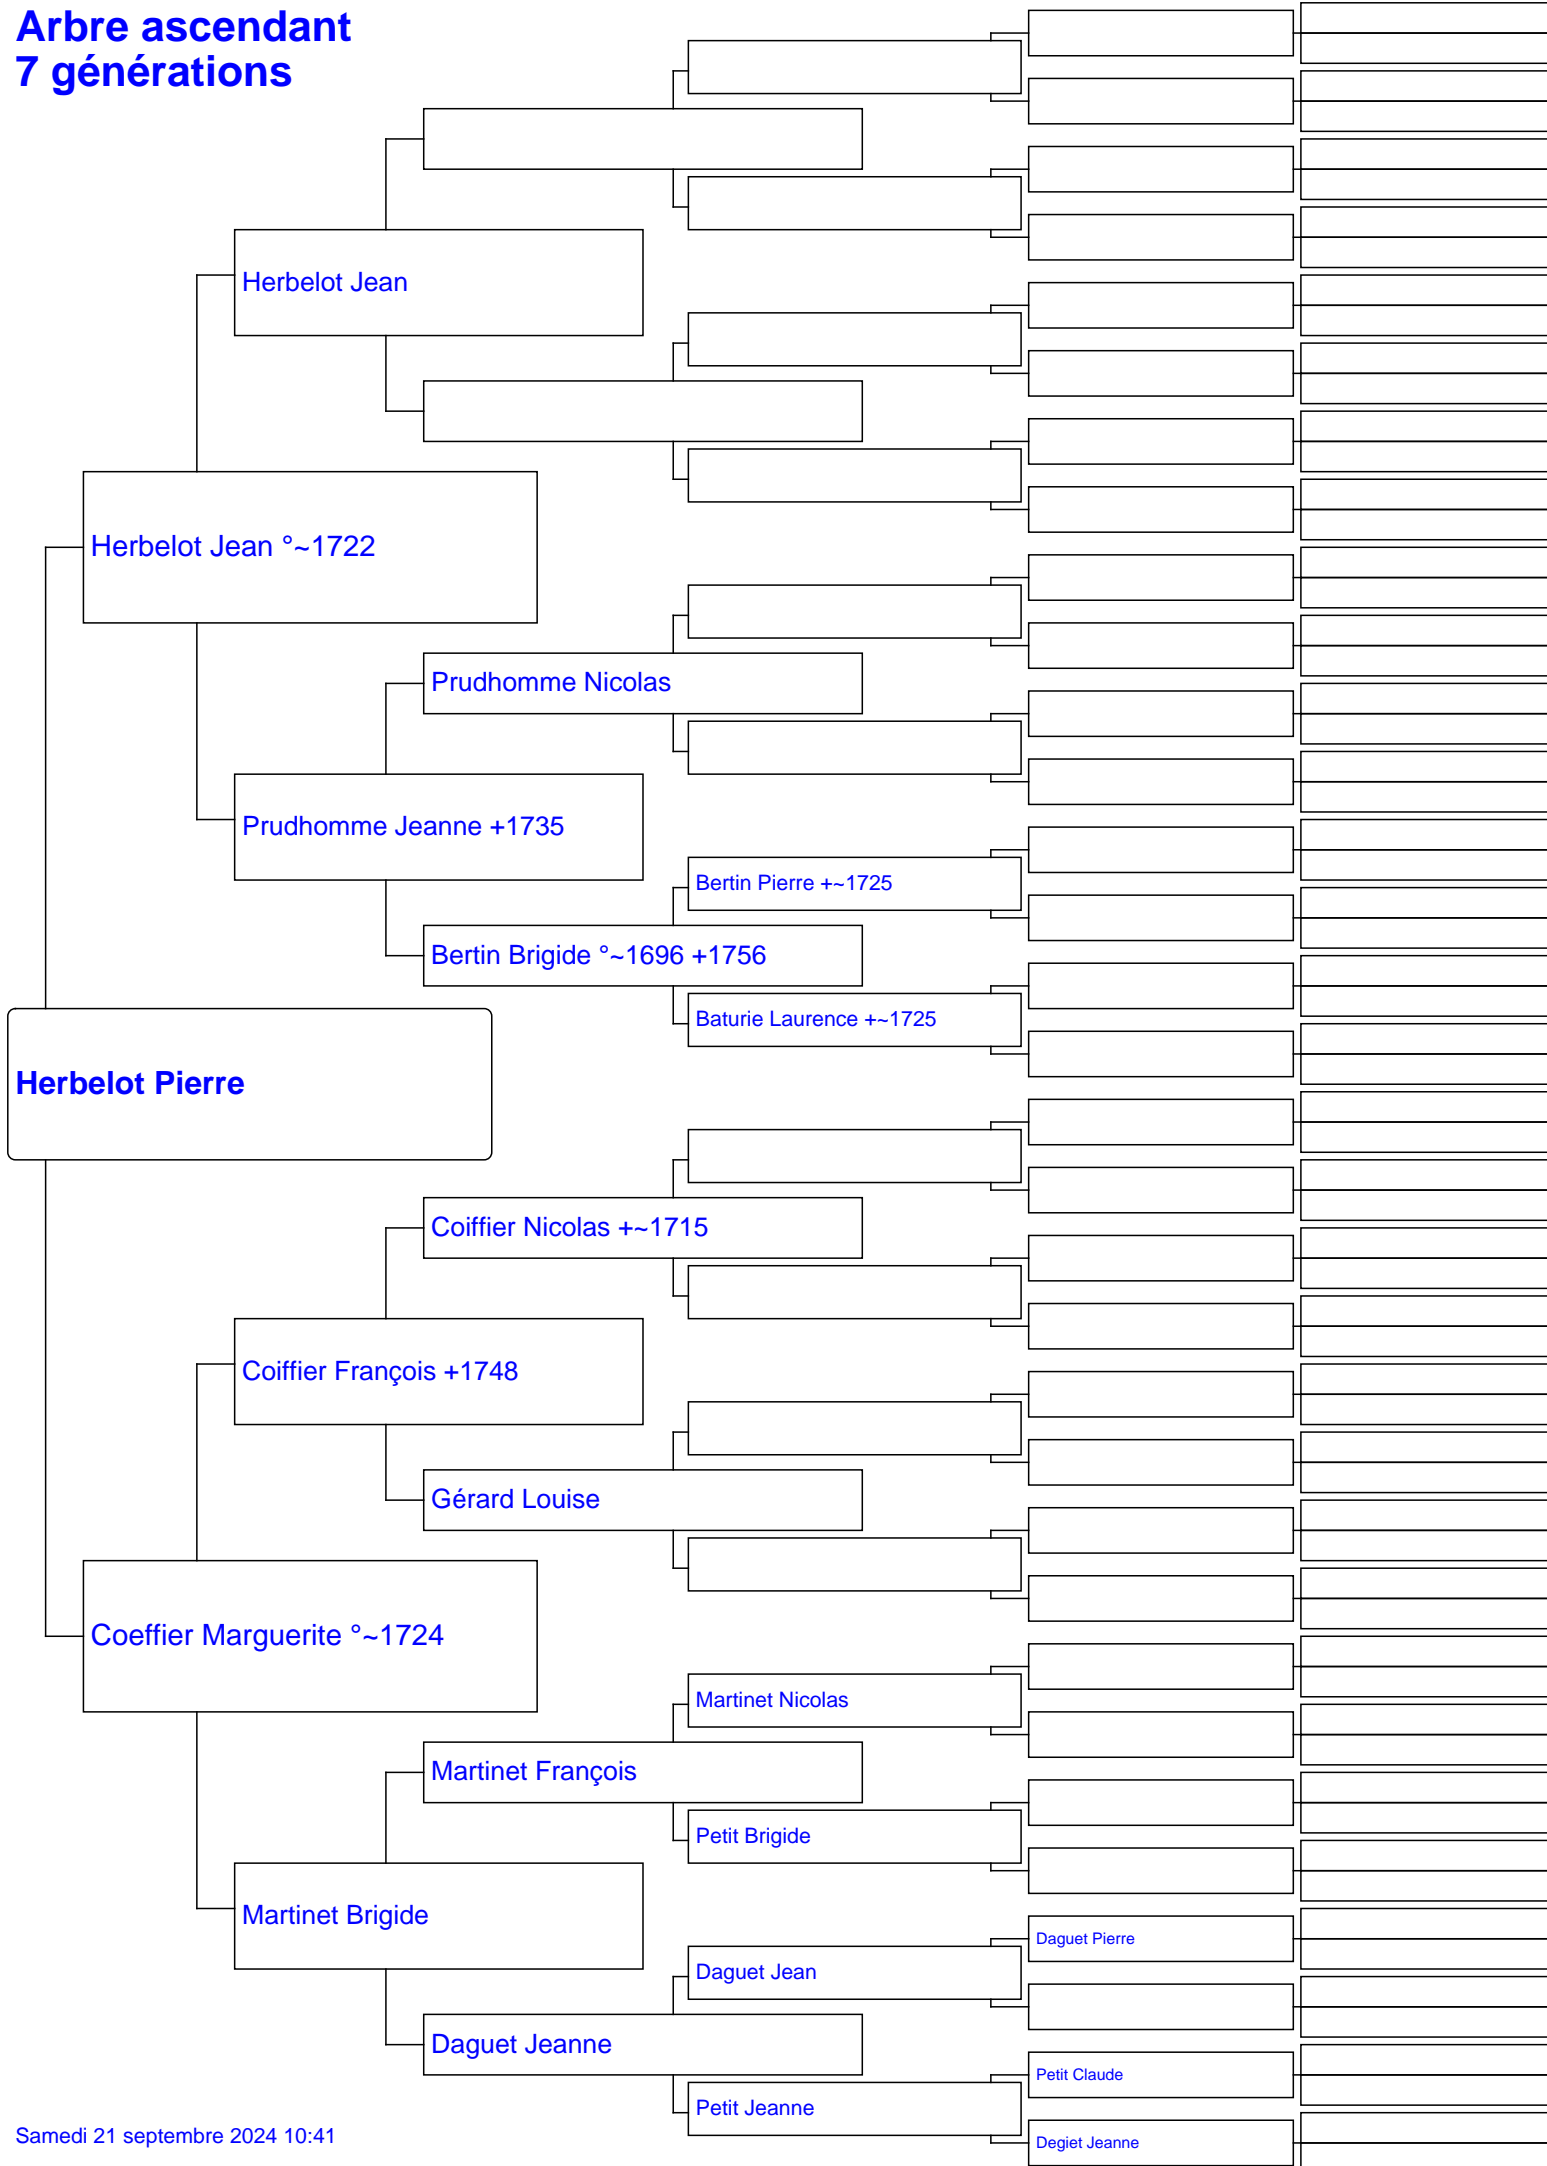 Arbre ascendant
7 générations
Herbelot Jean
Herbelot Jean °~1722
Prudhomme Nicolas
Prudhomme Jeanne +1735
Bertin Pierre +~1725
Bertin Brigide °~1696 +1756
Baturie Laurence +~1725
Herbelot Pierre
Coiffier Nicolas +~1715
Coiffier François +1748
Gérard Louise
Coeffier Marguerite °~1724
Martinet Nicolas
Martinet François
Petit Brigide
Martinet Brigide
Daguet Pierre
Daguet Jean
Daguet Jeanne
Petit Claude
Petit Jeanne
Degiet Jeanne
Samedi 21 septembre 2024 10:41